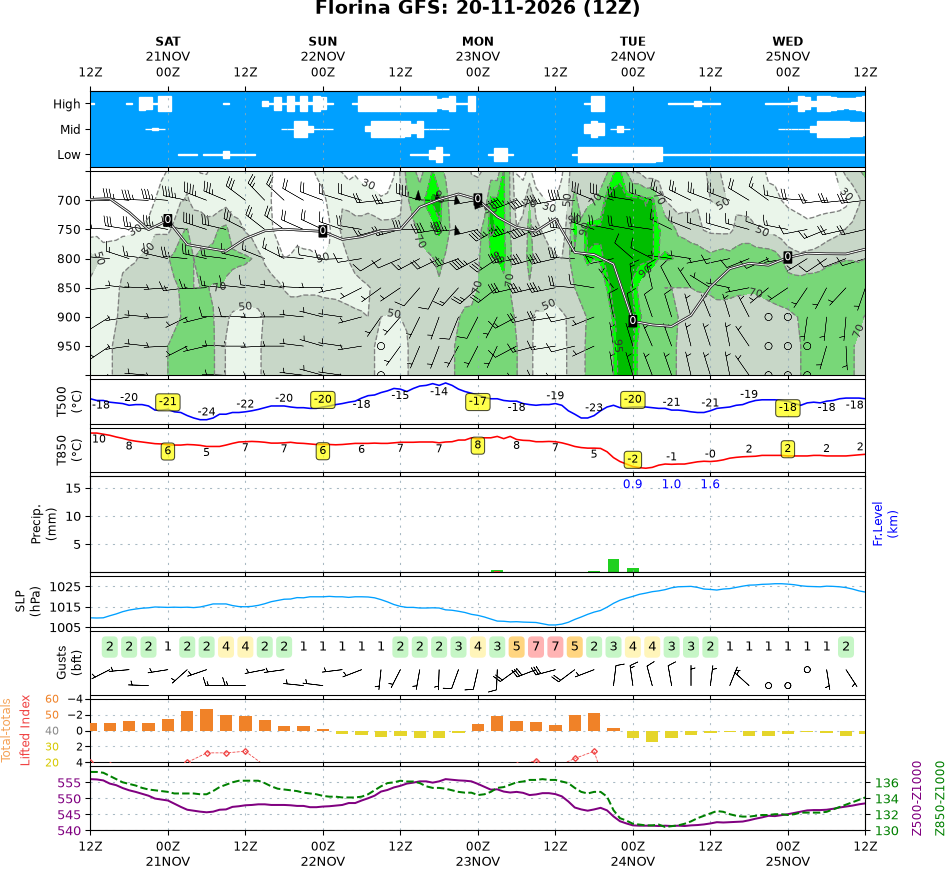 Florina GFS: 20-11-2026 (12Z)
SAT SUN MON TUE WED
21NOV 22NOV 23NOV 24NOV 25NOV
12Z 00Z 12Z 00Z 12Z 00Z 12Z 00Z 12Z 00Z 12Z
High
Mid
Low
700
750
800
850
900
950
0 0 0 0 0
T500 (°C)
-18 -20 -21 -24 -22 -20 -20 -18 -15 -14 -17 -18 -19 -23 -20 -21 -21 -19 -18 -18 -18
T850 (°C)
10 8 6 5 7 7 6 6 7 7 8 8 7 5 -2 -1 -0 2 2 2 2
0.9 1.0 1.6
Precip. (mm)
15
10
5
Fr.Level (km)
SLP (hPa)
1025
1015
1005
Gusts (bft)
2 2 2 1 2 2 4 4 2 2 1 1 1 1 1 2 2 2 3 4 3 5 7 7 5 2 3 4 4 3 3 2 1 1 1 1 1 1 2
Total-totals
Lifted Index
60 -4
50 -2
40 0
30 2
20 4
555 136
550 134
545 132
540 130
Z500-Z1000
Z850-Z1000
12Z 00Z 12Z 00Z 12Z 00Z 12Z 00Z 12Z 00Z 12Z
21NOV 22NOV 23NOV 24NOV 25NOV